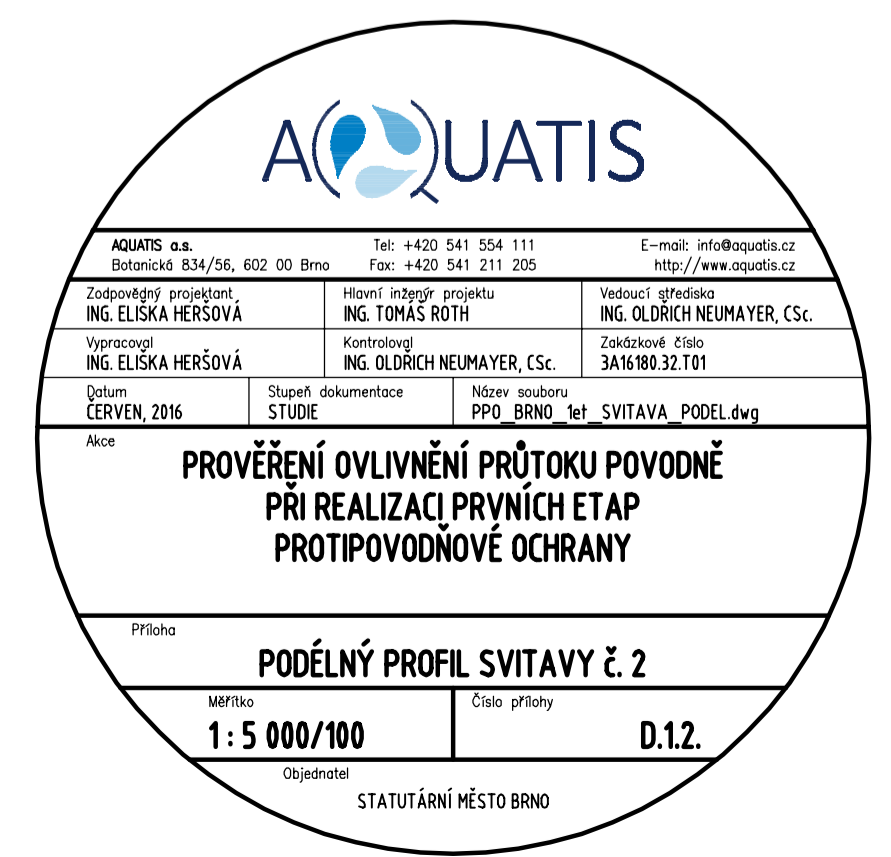 AQUATIS
AQUATIS a.s. Tel: +420 541 554 111 E-mail: info@aquatis.cz
Botanická 834/56, 602 00 Brno Fax: +420 541 211 205 http://www.aquatis.cz
Zodpovědný projektant Hlavní inženýr projektu Vedoucí střediska
ING. ELIŠKA HERŠOVÁ ING. TOMÁŠ ROTH ING. OLDŘICH NEUMAYER, CSc.
Vypracoval Kontroloval Zakázkové číslo
ING. ELIŠKA HERŠOVÁ ING. OLDŘICH NEUMAYER, CSc. 3A16180.32.T01
Datum Stupeň dokumentace Název souboru
ČERVEN, 2016 STUDIE PPO_BRNO_1et_SVITAVA_PODEL.dwg
Akce
PROVĚŘENÍ OVLIVNĚNÍ PRŮTOKU POVODNĚ
PŘI REALIZACI PRVNÍCH ETAP
PROTIPOVODŇOVÉ OCHRANY
Příloha
PODÉLNÝ PROFIL SVITAVY č. 2
Měřítko Číslo přílohy
1 : 5 000/100 D.1.2.
Objednatel
STATUTÁRNÍ MĚSTO BRNO